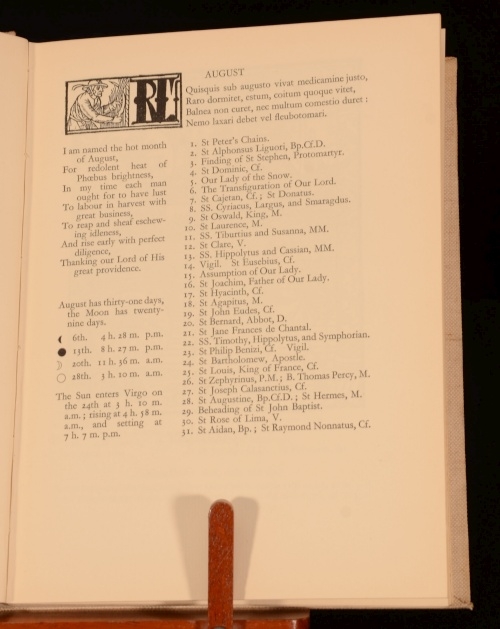 AUGUST
RE
Quisquis sub augusto vivat medicamine justo,
Raro dormitet, estum, coitum quoque vitet,
Balnea non curet, nec multum comestio duret :
Nemo laxari debet vel fleubotomari.
I am named the hot month
of August,
For redolent heat of
Phœbus brightness,
In my time each man
ought for to have lust
To labour in harvest with
great business,
To reap and sheaf eschew-
ing idleness,
And rise early with perfect
diligence,
Thanking our Lord of His
great providence.
August has thirty-one days,
the Moon has twenty-
nine days.
6th. 4 h. 28 m. p.m.
13th. 8 h. 27 m. p.m.
20th. 11 h. 36 m. a.m.
28th. 3 h. 10 m. a.m.
The Sun enters Virgo on
the 24th at 3 h. 10 m.
a.m. ; rising at 4 h. 58 m.
a.m., and setting at
7 h. 7 m. p.m.
1. St Peter's Chains.
2. St Alphonsus Liguori, Bp.Cf.D.
3. Finding of St Stephen, Protomartyr.
4. St Dominic, Cf.
5. Our Lady of the Snow.
6. The Transfiguration of Our Lord.
7. St Cajetan, Cf. ; St Donatus.
8. SS. Cyriacus, Largus, and Smaragdus.
9. St Oswald, King, M.
10. St Laurence, M.
11. SS. Tiburtius and Susanna, MM.
12. St Clare, V.
13. SS. Hippolytus and Cassian, MM.
14. Vigil. St Eusebius, Cf.
15. Assumption of Our Lady.
16. St Joachim, Father of Our Lady.
17. St Hyacinth, Cf.
18. St Agapitus, M.
19. St John Eudes, Cf.
20. St Bernard, Abbot, D.
21. St Jane Frances de Chantal.
22. SS. Timothy, Hippolytus, and Symphorian.
23. St Philip Benizi, Cf. Vigil.
24. St Bartholomew, Apostle.
25. St Louis, King of France, Cf.
26. St Zephyrinus, P.M. ; B. Thomas Percy, M.
27. St Joseph Calasanctius, Cf.
28. St Augustine, Bp.Cf.D. ; St Hermes, M.
29. Beheading of St John Baptist.
30. St Rose of Lima, V.
31. St Aidan, Bp. ; St Raymond Nonnatus, Cf.